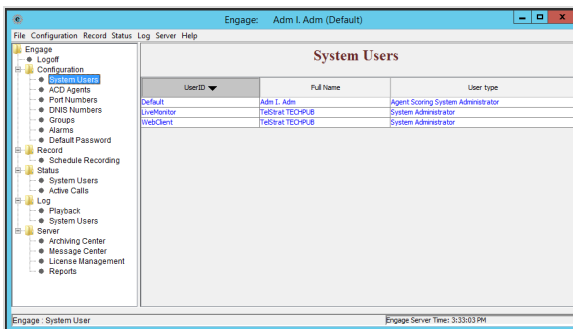 e Engage: Adm I. Adm (Default)
File Configuration Record Status Log Server Help
Engage
Logoff
Configuration
System Users
ACD Agents
Port Numbers
DNIS Numbers
Groups
Alarms
Default Password
Record
Schedule Recording
Status
System Users
Active Calls
Log
Playback
System Users
Server
Archiving Center
Message Center
License Management
Reports
System Users
UserID Full Name User type
Default Adm I. Adm Agent Scoring System Administrator
LiveMonitor TelStrat TECHPUB System Administrator
WebClient TelStrat TECHPUB System Administrator
Engage : System User Engage Server Time: 3:33:03 PM